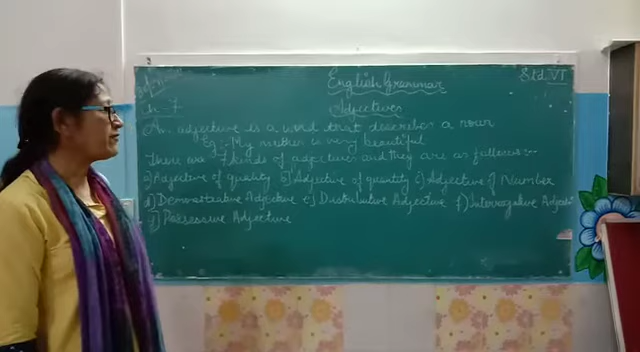 English Grammar
Std. VI
Ch-7
Adjectives
An adjective is a word that describes a noun
Eg:- My mother is very beautiful
There are 7 kinds of adjectives and they are as follows:-
a) Adjective of quality b) Adjective of quantity c) Adjective of Number
d) Demonstrative Adjective e) Distributive Adjective f) Interrogative Adjective
g) Possessive Adjective